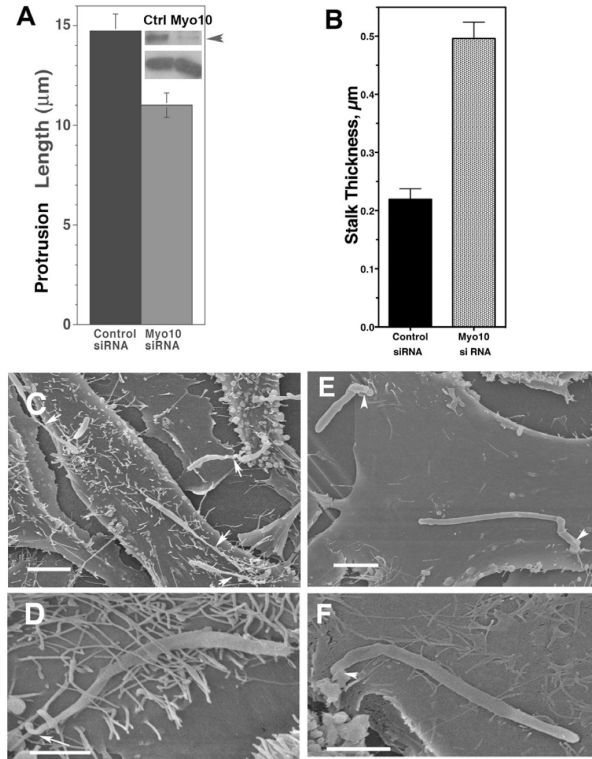 A
Protrusion Length (μm)
15
10
5
0
Ctrl Myo10
Control siRNA
Myo10 siRNA
B
Stalk Thickness, μm
0.5
0.4
0.2
0.2
0.1
0.0
Control siRNA
Myo10 si RNA
C
E
D
F